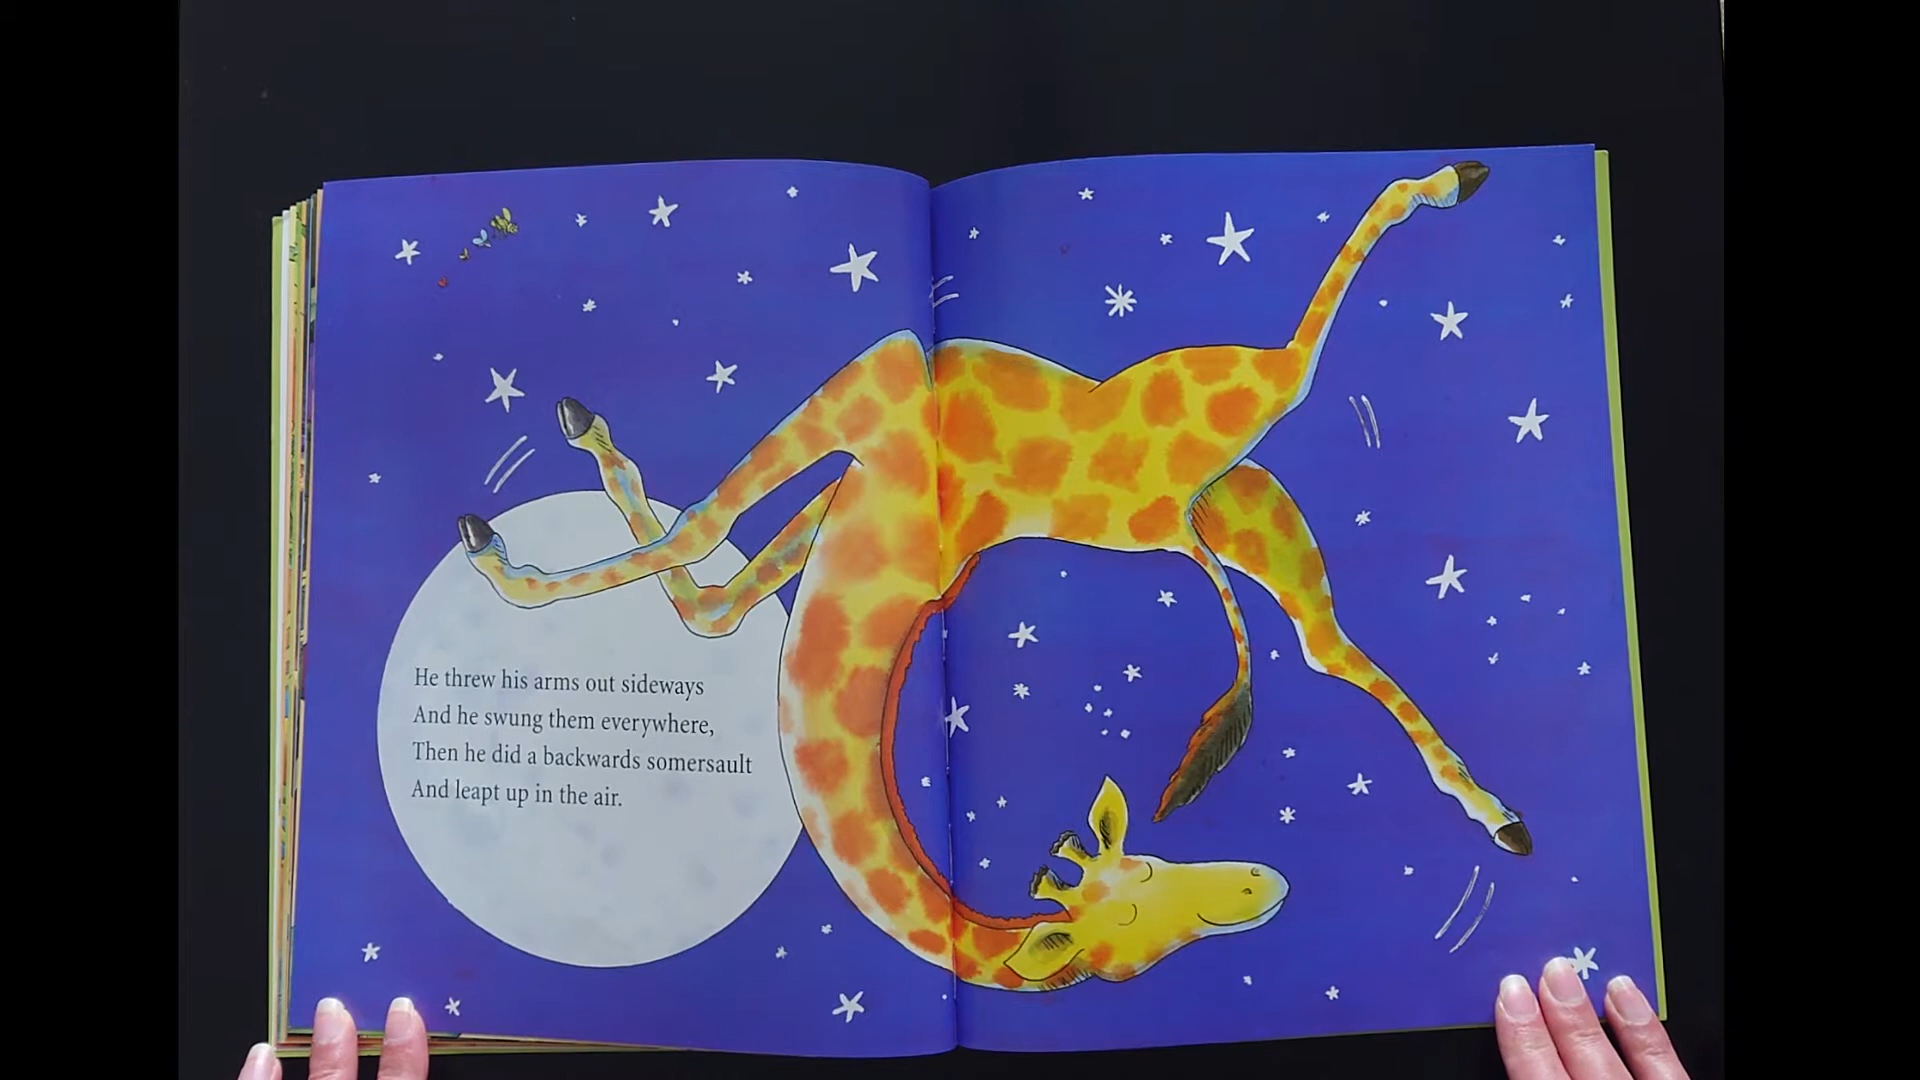 He threw his arms out sideways
And he swung them everywhere,
Then he did a backwards somersault
And leapt up in the air.